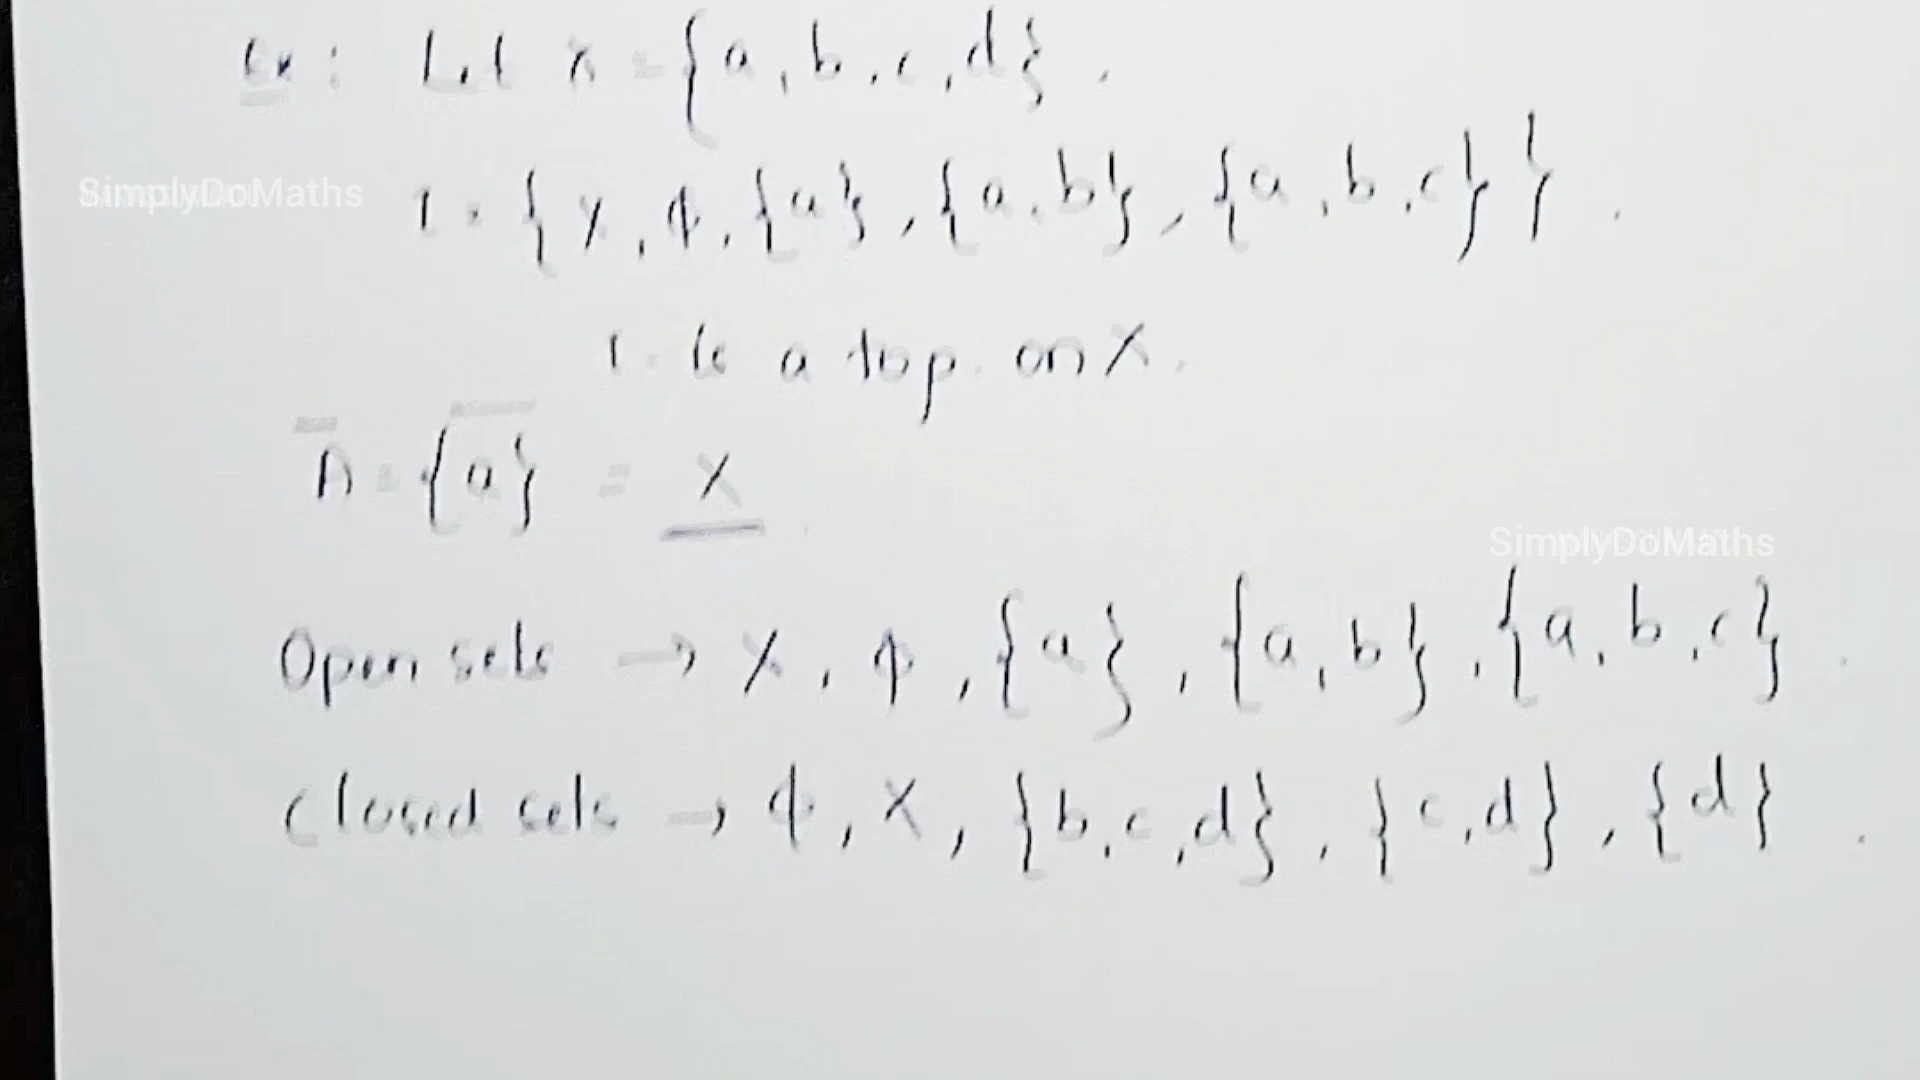 Ex : Let X = {a, b, c, d} .
τ = {X, φ, {a}, {a, b}, {a, b, c}} .
SimplyDoMaths
τ is a top. on X.
A̅ = {a}̅ = X
SimplyDoMaths
Open sets → X, φ, {a}, {a, b}, {a, b, c} .
Closed sets → φ, X, {b, c, d}, {c, d}, {d} .